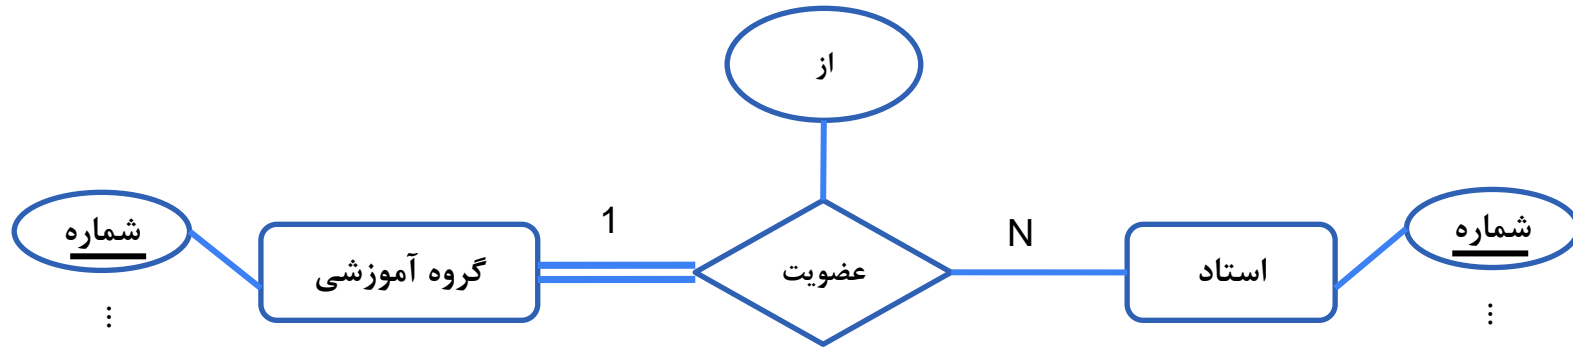 از
شماره
استاد
N
عضویت
1
گروه آموزشی
شماره
⋮
⋮